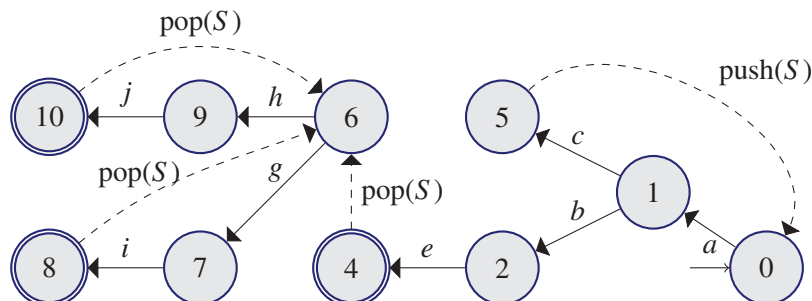 pop(S)
push(S)
10 j 9 h 6 5
c
pop(S) g pop(S) 1
b
a
8 i 7 4 e 2 0